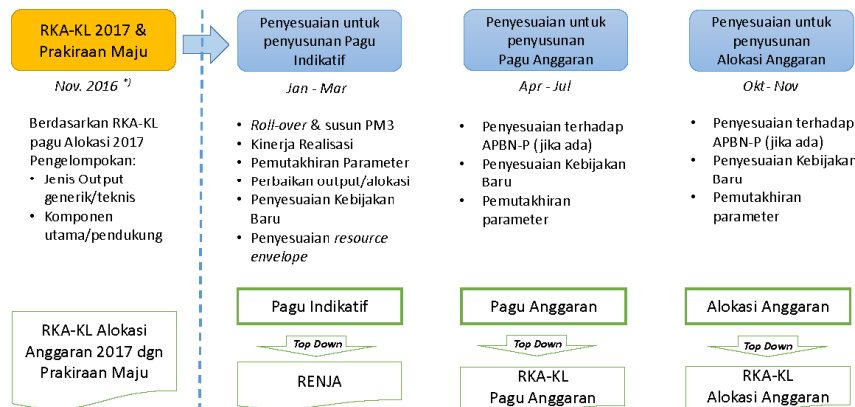 RKA-KL 2017 &
Prakiraan Maju
Nov. 2016 *)
Berdasarkan RKA-KL
pagu Alokasi 2017
Pengelompokan:
• Jenis Output
generik/teknis
• Komponen
utama/pendukung
RKA-KL Alokasi
Anggaran 2017 dgn
Prakiraan Maju
Penyesuaian untuk
penyusunan Pagu
Indikatif
Jan - Mar
• Roll-over & susun PM3
• Kinerja Realisasi
• Pemutakhiran Parameter
• Perbaikan output/alokasi
• Penyesuaian Kebijakan
Baru
• Penyesuaian resource
envelope
Pagu Indikatif
Top Down
RENJA
Penyesuaian untuk
penyusunan
Pagu Anggaran
Apr - Jul
• Penyesuaian terhadap
APBN-P (jika ada)
• Penyesuaian Kebijakan
Baru
• Pemutakhiran
parameter
Pagu Anggaran
Top Down
RKA-KL
Pagu Anggaran
Penyesuaian untuk
penyusunan
Alokasi Anggaran
Okt- Nov
• Penyesuaian terhadap
APBN-P (jika ada)
• Penyesuaian Kebijakan
Baru
• Pemutakhiran
parameter
Alokasi Anggaran
Top Down
RKA-KL
Alokasi Anggaran